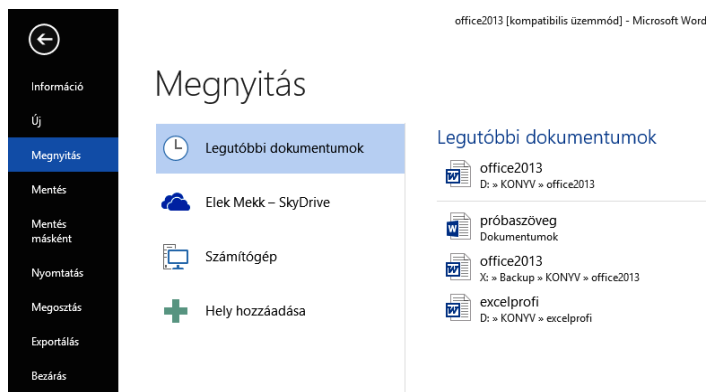 office2013 [kompatibilis üzemmód] - Microsoft Word
Információ
Új
Megnyitás
Mentés
Mentés
másként
Nyomtatás
Megosztás
Exportálás
Bezárás
Megnyitás
Legutóbbi dokumentumok
Elek Mekk – SkyDrive
Számítógép
Hely hozzáadása
Legutóbbi dokumentumok
office2013
D: » KONYV » office2013
próbaszöveg
Dokumentumok
office2013
X: » Backup » KONYV » office2013
excelprofi
D: » KONYV » excelprofi